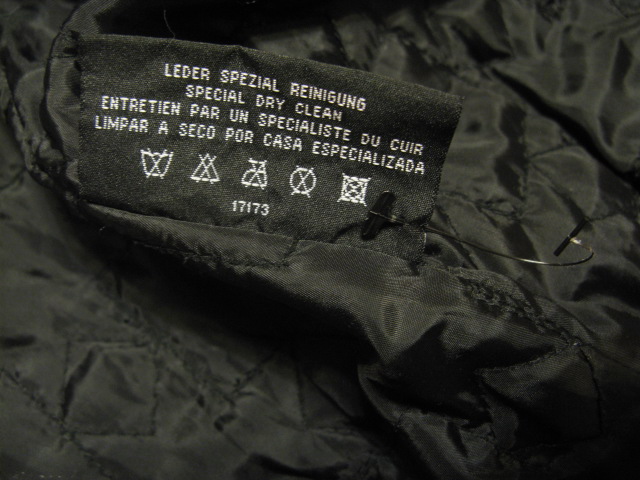 LEDER SPEZIAL REINIGUNG
SPECIAL DRY CLEAN
ENTRETIEN PAR UN SPECIALISTE DU CUIR
LIMPAR A SECO POR CASA ESPECIALIZADA
17173